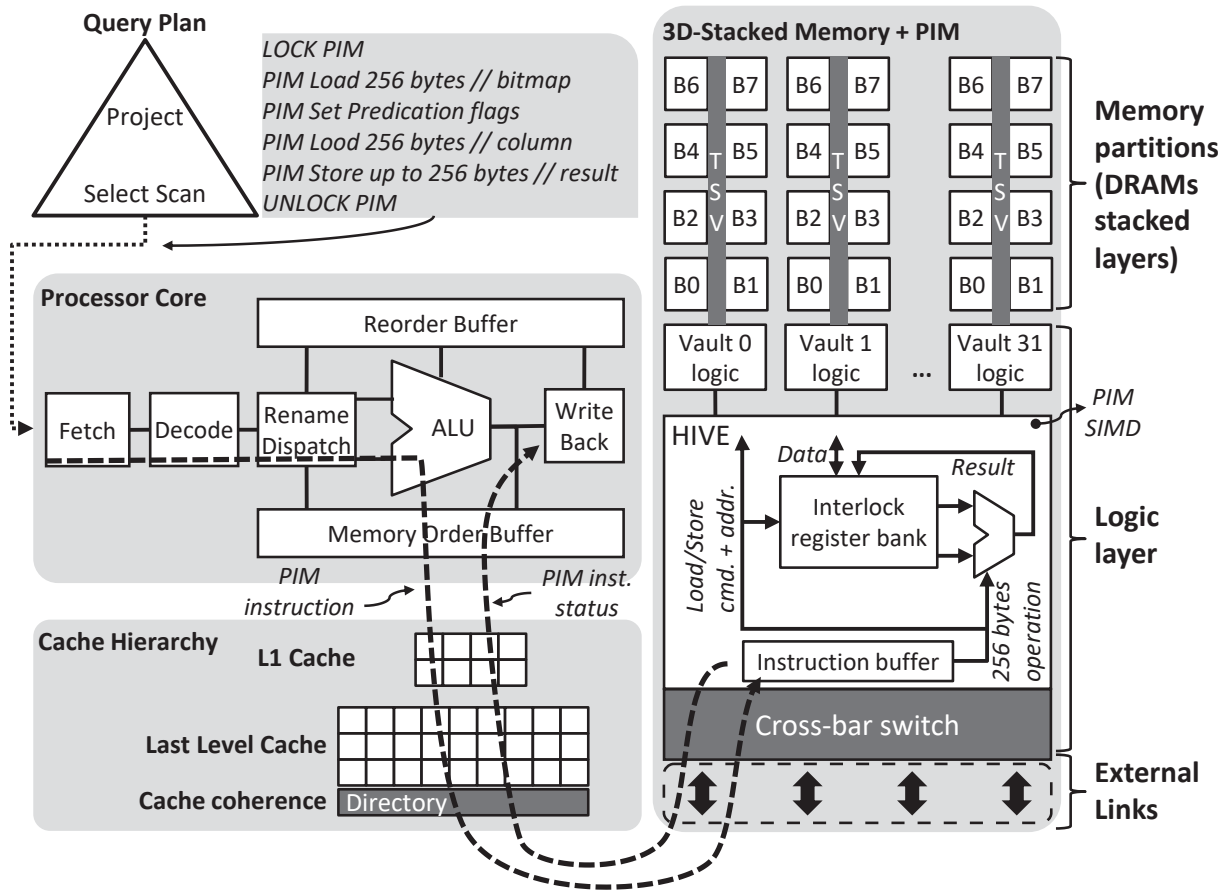 Query Plan
Project
Select Scan
LOCK PIM
PIM Load 256 bytes // bitmap
PIM Set Predication flags
PIM Load 256 bytes // column
PIM Store up to 256 bytes // result
UNLOCK PIM
Processor Core
Reorder Buffer
Fetch
Decode
Rename
Dispatch
ALU
Write
Back
Memory Order Buffer
PIM
instruction
PIM inst.
status
Cache Hierarchy
L1 Cache
Last Level Cache
Cache coherence
Directory
3D-Stacked Memory + PIM
B6 B7 B6 B7 B6 B7
B4 B5 B4 B5 B4 B5
B2 B3 B2 B3 B2 B3
B0 B1 B0 B1 B0 B1
TSV TSV TSV
Vault 0
logic
Vault 1
logic
...
Vault 31
logic
HIVE
PIM
SIMD
Data
Result
Load/Store
cmd. + addr.
Interlock
register bank
256 bytes
operation
Instruction buffer
Cross-bar switch
Memory
partitions
(DRAMs
stacked
layers)
Logic
layer
External
Links